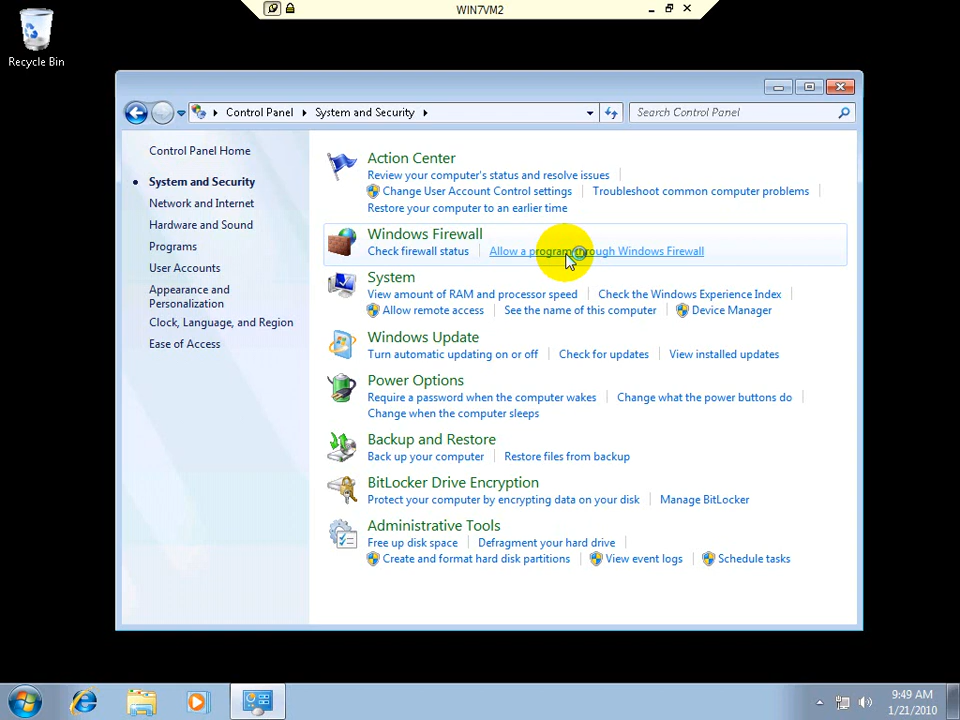 WIN7VM2
Recycle Bin
Control Panel System and Security
Search Control Panel
Control Panel Home
System and Security
Network and Internet
Hardware and Sound
Programs
User Accounts
Appearance and
Personalization
Clock, Language, and Region
Ease of Access
Action Center
Review your computer's status and resolve issues
Change User Account Control settings Troubleshoot common computer problems
Restore your computer to an earlier time
Windows Firewall
Check firewall status Allow a program through Windows Firewall
System
View amount of RAM and processor speed Check the Windows Experience Index
Allow remote access See the name of this computer Device Manager
Windows Update
Turn automatic updating on or off Check for updates View installed updates
Power Options
Require a password when the computer wakes Change what the power buttons do
Change when the computer sleeps
Backup and Restore
Back up your computer Restore files from backup
BitLocker Drive Encryption
Protect your computer by encrypting data on your disk Manage BitLocker
Administrative Tools
Free up disk space Defragment your hard drive
Create and format hard disk partitions View event logs Schedule tasks
9:49 AM
1/21/2010